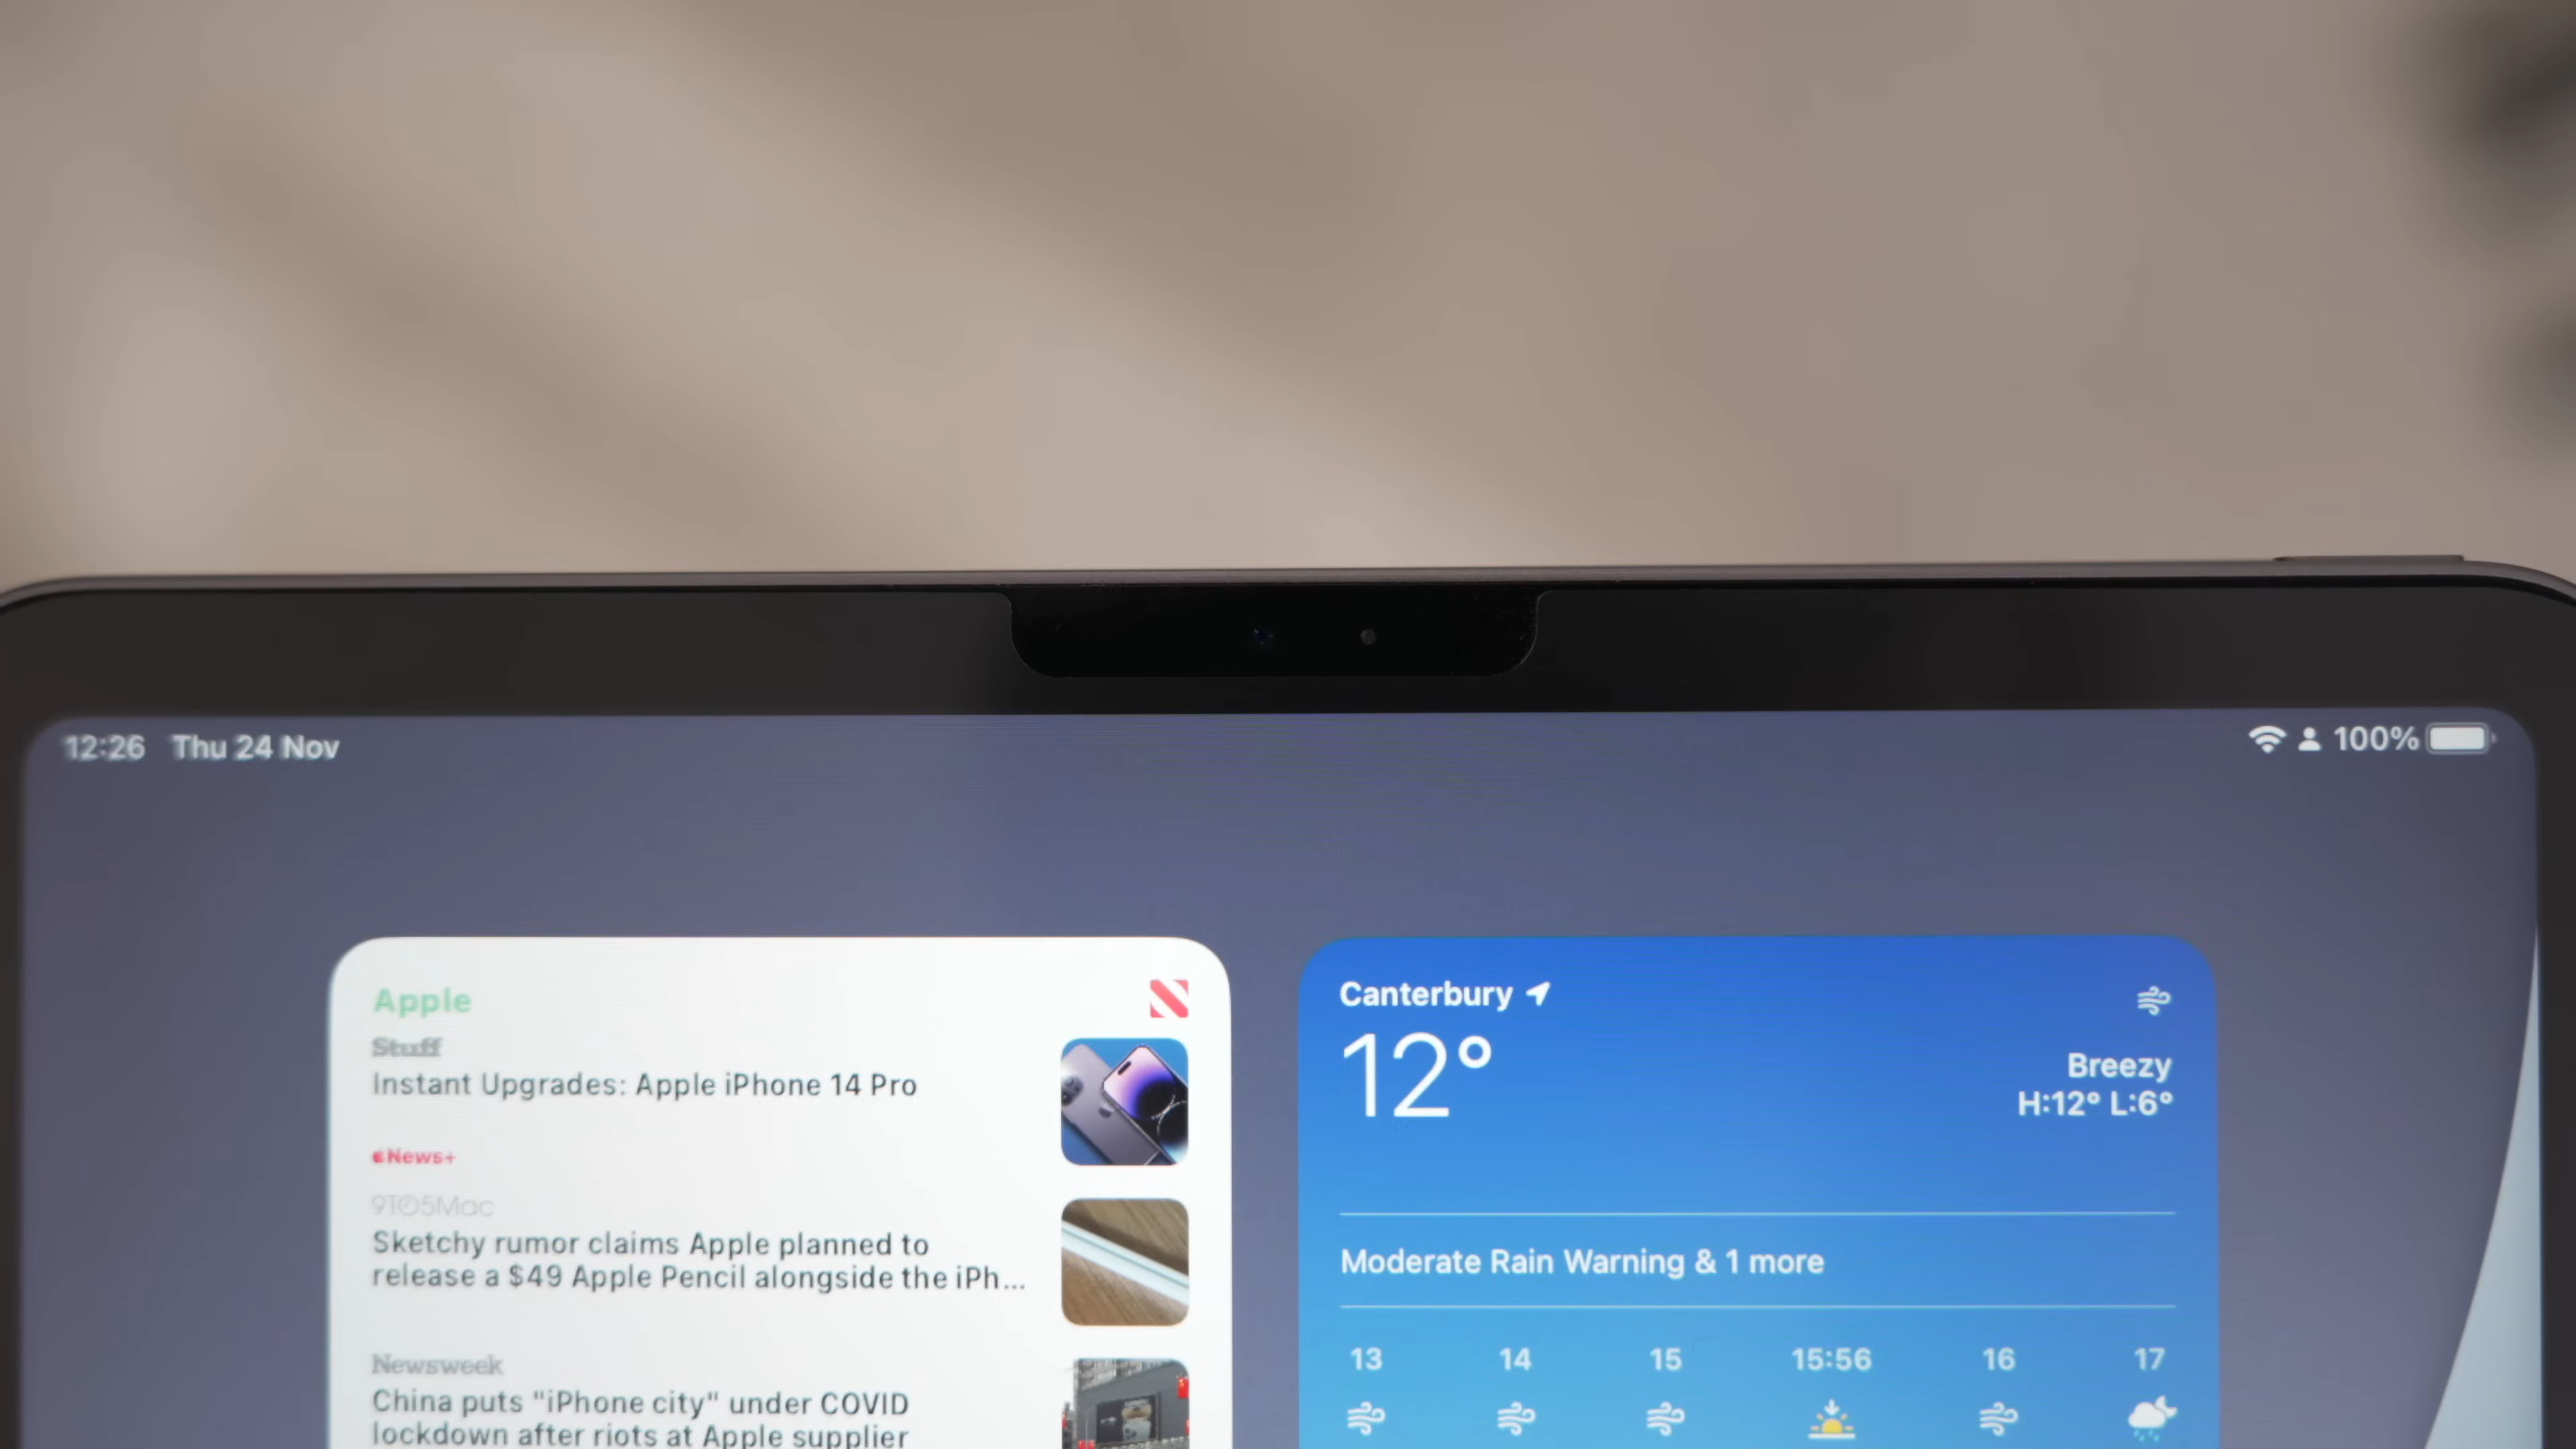 12:26 Thu 24 Nov
100%
Apple
Stuff
Instant Upgrades: Apple iPhone 14 Pro
News+
9TO5Mac
Sketchy rumor claims Apple planned to
release a $49 Apple Pencil alongside the iPh...
Newsweek
China puts "iPhone city" under COVID
lockdown after riots at Apple supplier
Canterbury
12°
Breezy
H:12° L:6°
Moderate Rain Warning & 1 more
13 14 15 15:56 16 17